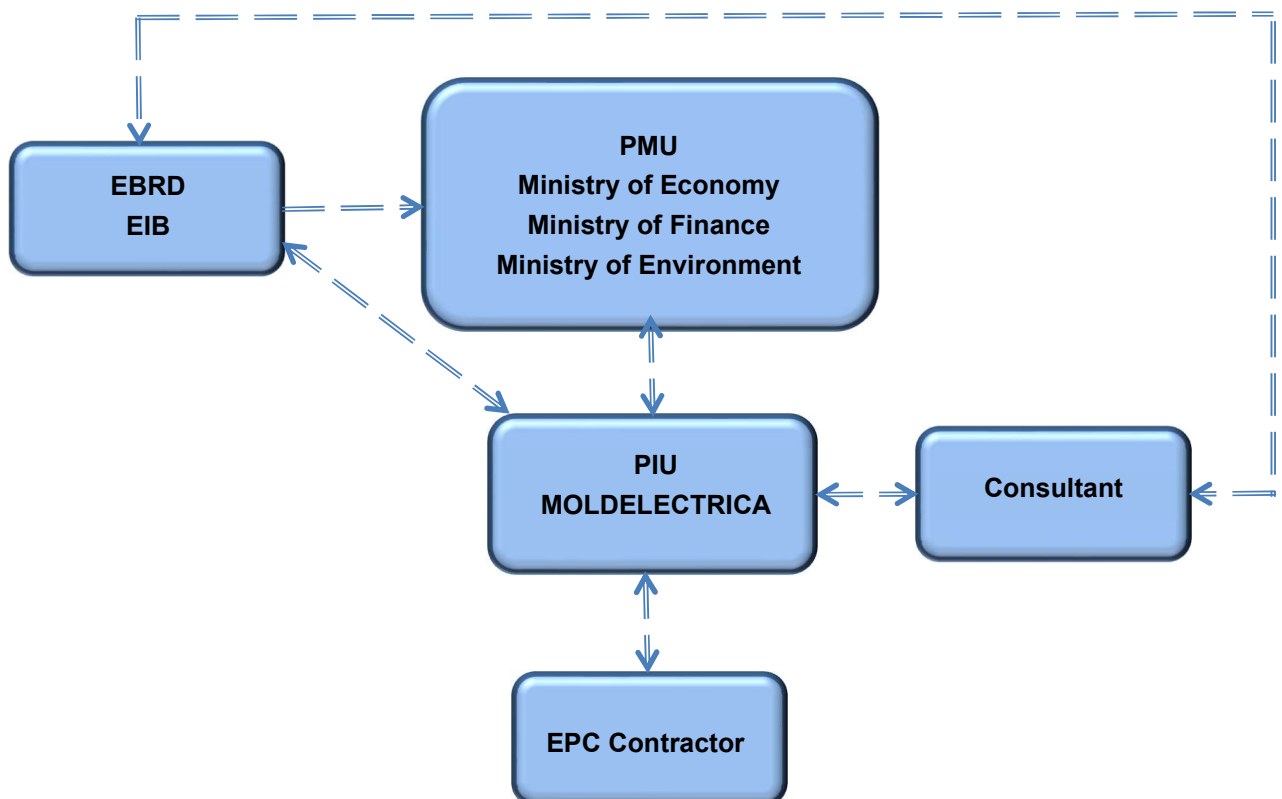 PMU
Ministry of Economy
Ministry of Finance
Ministry of Environment
EBRD
EIB
PIU
MOLDELECTRICA
Consultant
EPC Contractor